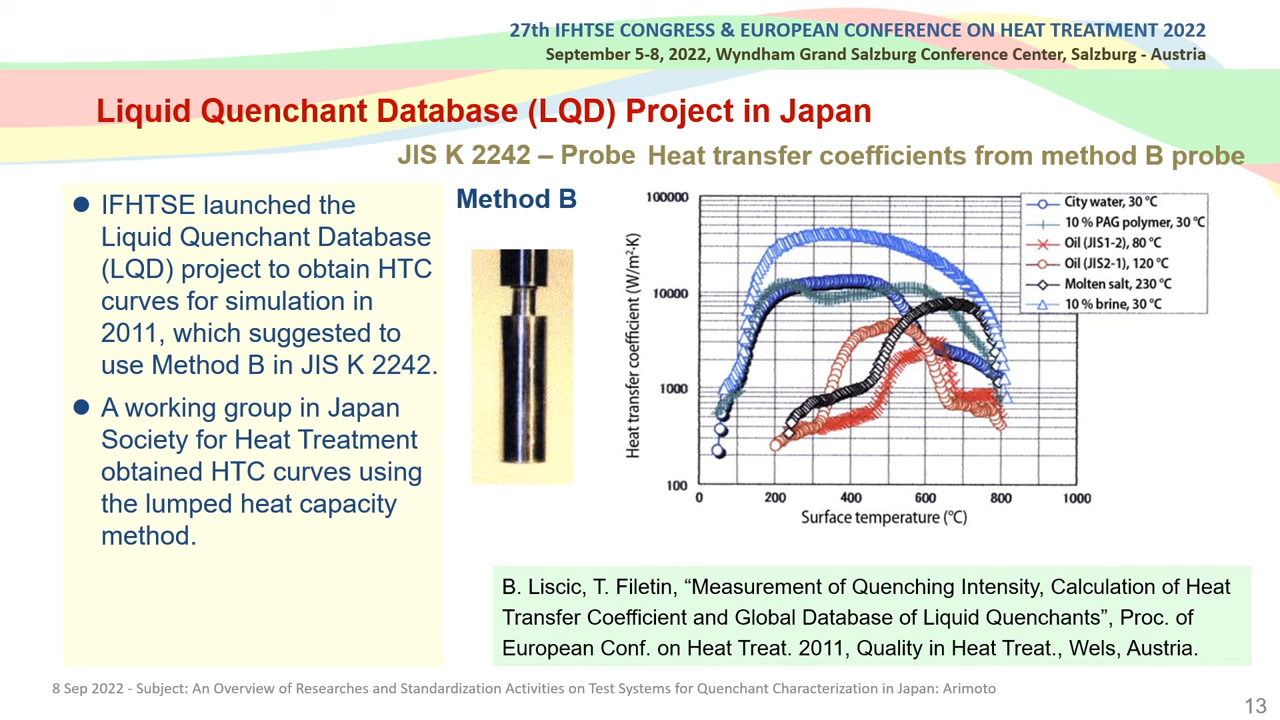 27th IFHTSE CONGRESS & EUROPEAN CONFERENCE ON HEAT TREATMENT 2022
September 5-8, 2022, Wyndham Grand Salzburg Conference Center, Salzburg - Austria
Liquid Quenchant Database (LQD) Project in Japan
JIS K 2242 – Probe
Heat transfer coefficients from method B probe
● IFHTSE launched the
Liquid Quenchant Database
(LQD) project to obtain HTC
curves for simulation in
2011, which suggested to
use Method B in JIS K 2242.
● A working group in Japan
Society for Heat Treatment
obtained HTC curves using
the lumped heat capacity
method.
Method B
Heat transfer coefficient (W/m²·K)
100000
10000
1000
100
0 200 400 600 800 1000
Surface temperature (°C)
City water, 30 °C
10 % PAG polymer, 30 °C
Oil (JIS1-2), 80 °C
Oil (JIS2-1), 120 °C
Molten salt, 230 °C
10 % brine, 30 °C
B. Liscic, T. Filetin, “Measurement of Quenching Intensity, Calculation of Heat
Transfer Coefficient and Global Database of Liquid Quenchants”, Proc. of
European Conf. on Heat Treat. 2011, Quality in Heat Treat., Wels, Austria.
8 Sep 2022 - Subject: An Overview of Researches and Standardization Activities on Test Systems for Quenchant Characterization in Japan: Arimoto
13